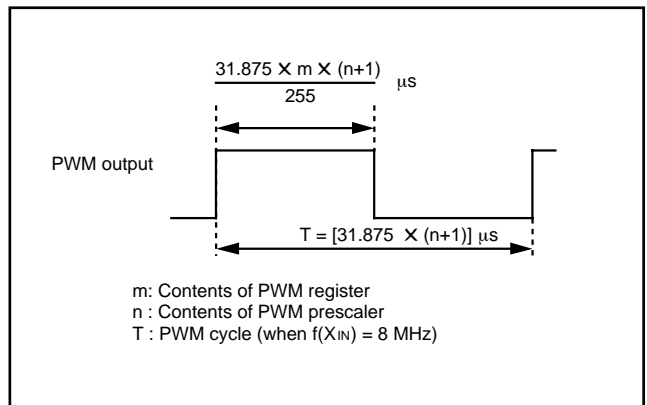 31.875 × m × (n+1)
255
μs
PWM output
T = [31.875 × (n+1)] μs
m: Contents of PWM register
n : Contents of PWM prescaler
T : PWM cycle (when f(XIN) = 8 MHz)